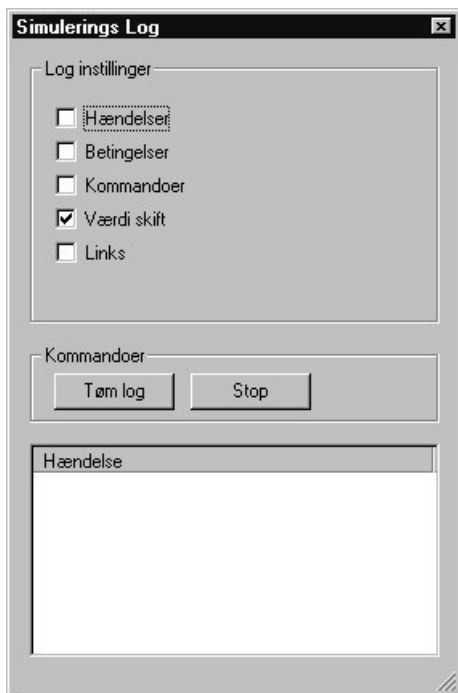 Simulerings Log
Log instillinger
Hændelser
Betingelser
Kommandoer
Værdi skift
Links
Kommandoer
Tøm log Stop
Hændelse